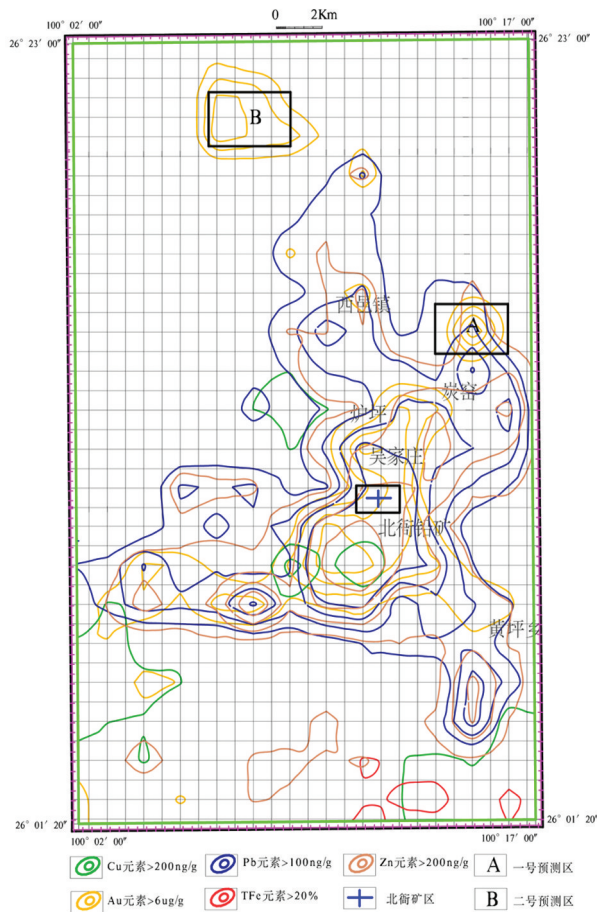 0 2Km
100° 02′ 00″
100° 17′ 00″
26° 23′ 00″
26° 23′ 00″
B
西邑镇
A
炭窑
炉坪
吴家庄
北衙铅矿
黄坪乡
26° 01′ 20″
26° 01′ 20″
100° 02′ 00″
100° 17′ 00″
Cu元素>200ng/g
Pb元素>100ng/g
Zn元素>200ng/g
A 一号预测区
Au元素>6ug/g
TFe元素>20%
北衙矿区
B 二号预测区